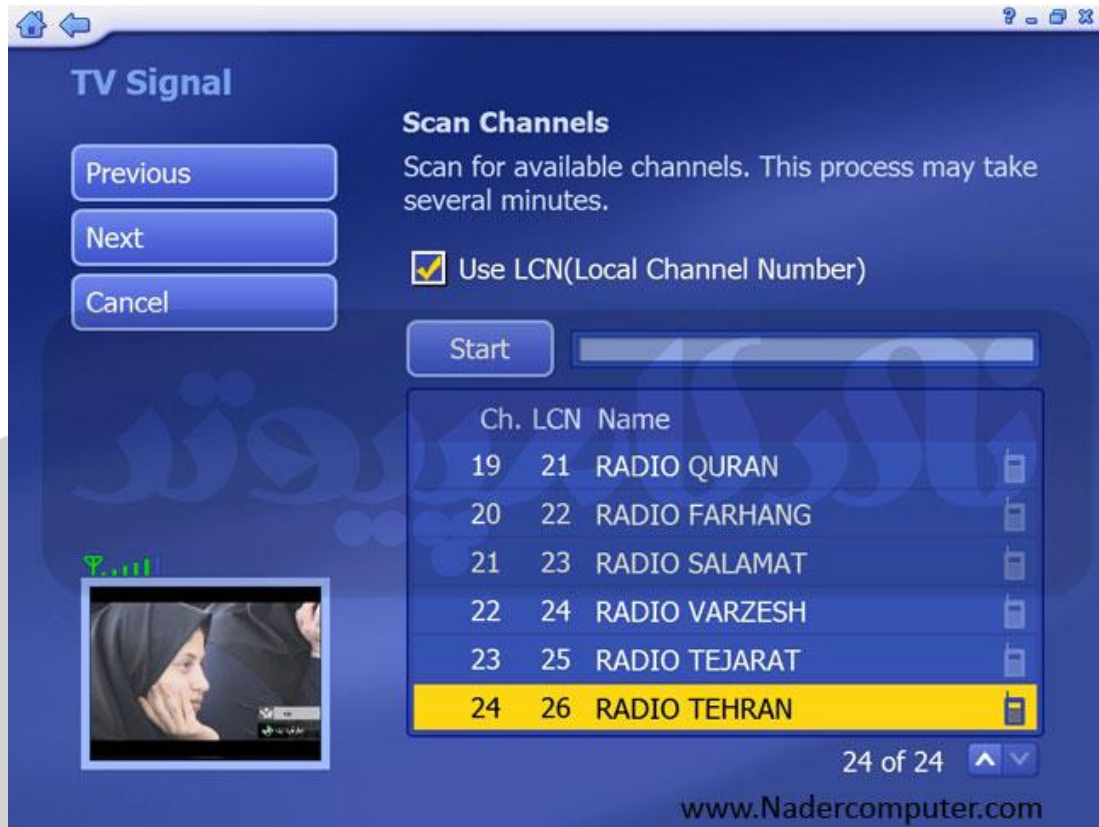 TV Signal
Previous
Next
Cancel
Scan Channels
Scan for available channels. This process may take
several minutes.
Use LCN(Local Channel Number)
Start
Ch. LCN Name
19 21 RADIO QURAN
20 22 RADIO FARHANG
21 23 RADIO SALAMAT
22 24 RADIO VARZESH
23 25 RADIO TEJARAT
24 26 RADIO TEHRAN
24 of 24
نادر کامپیوتر
www.Nadercomputer.com